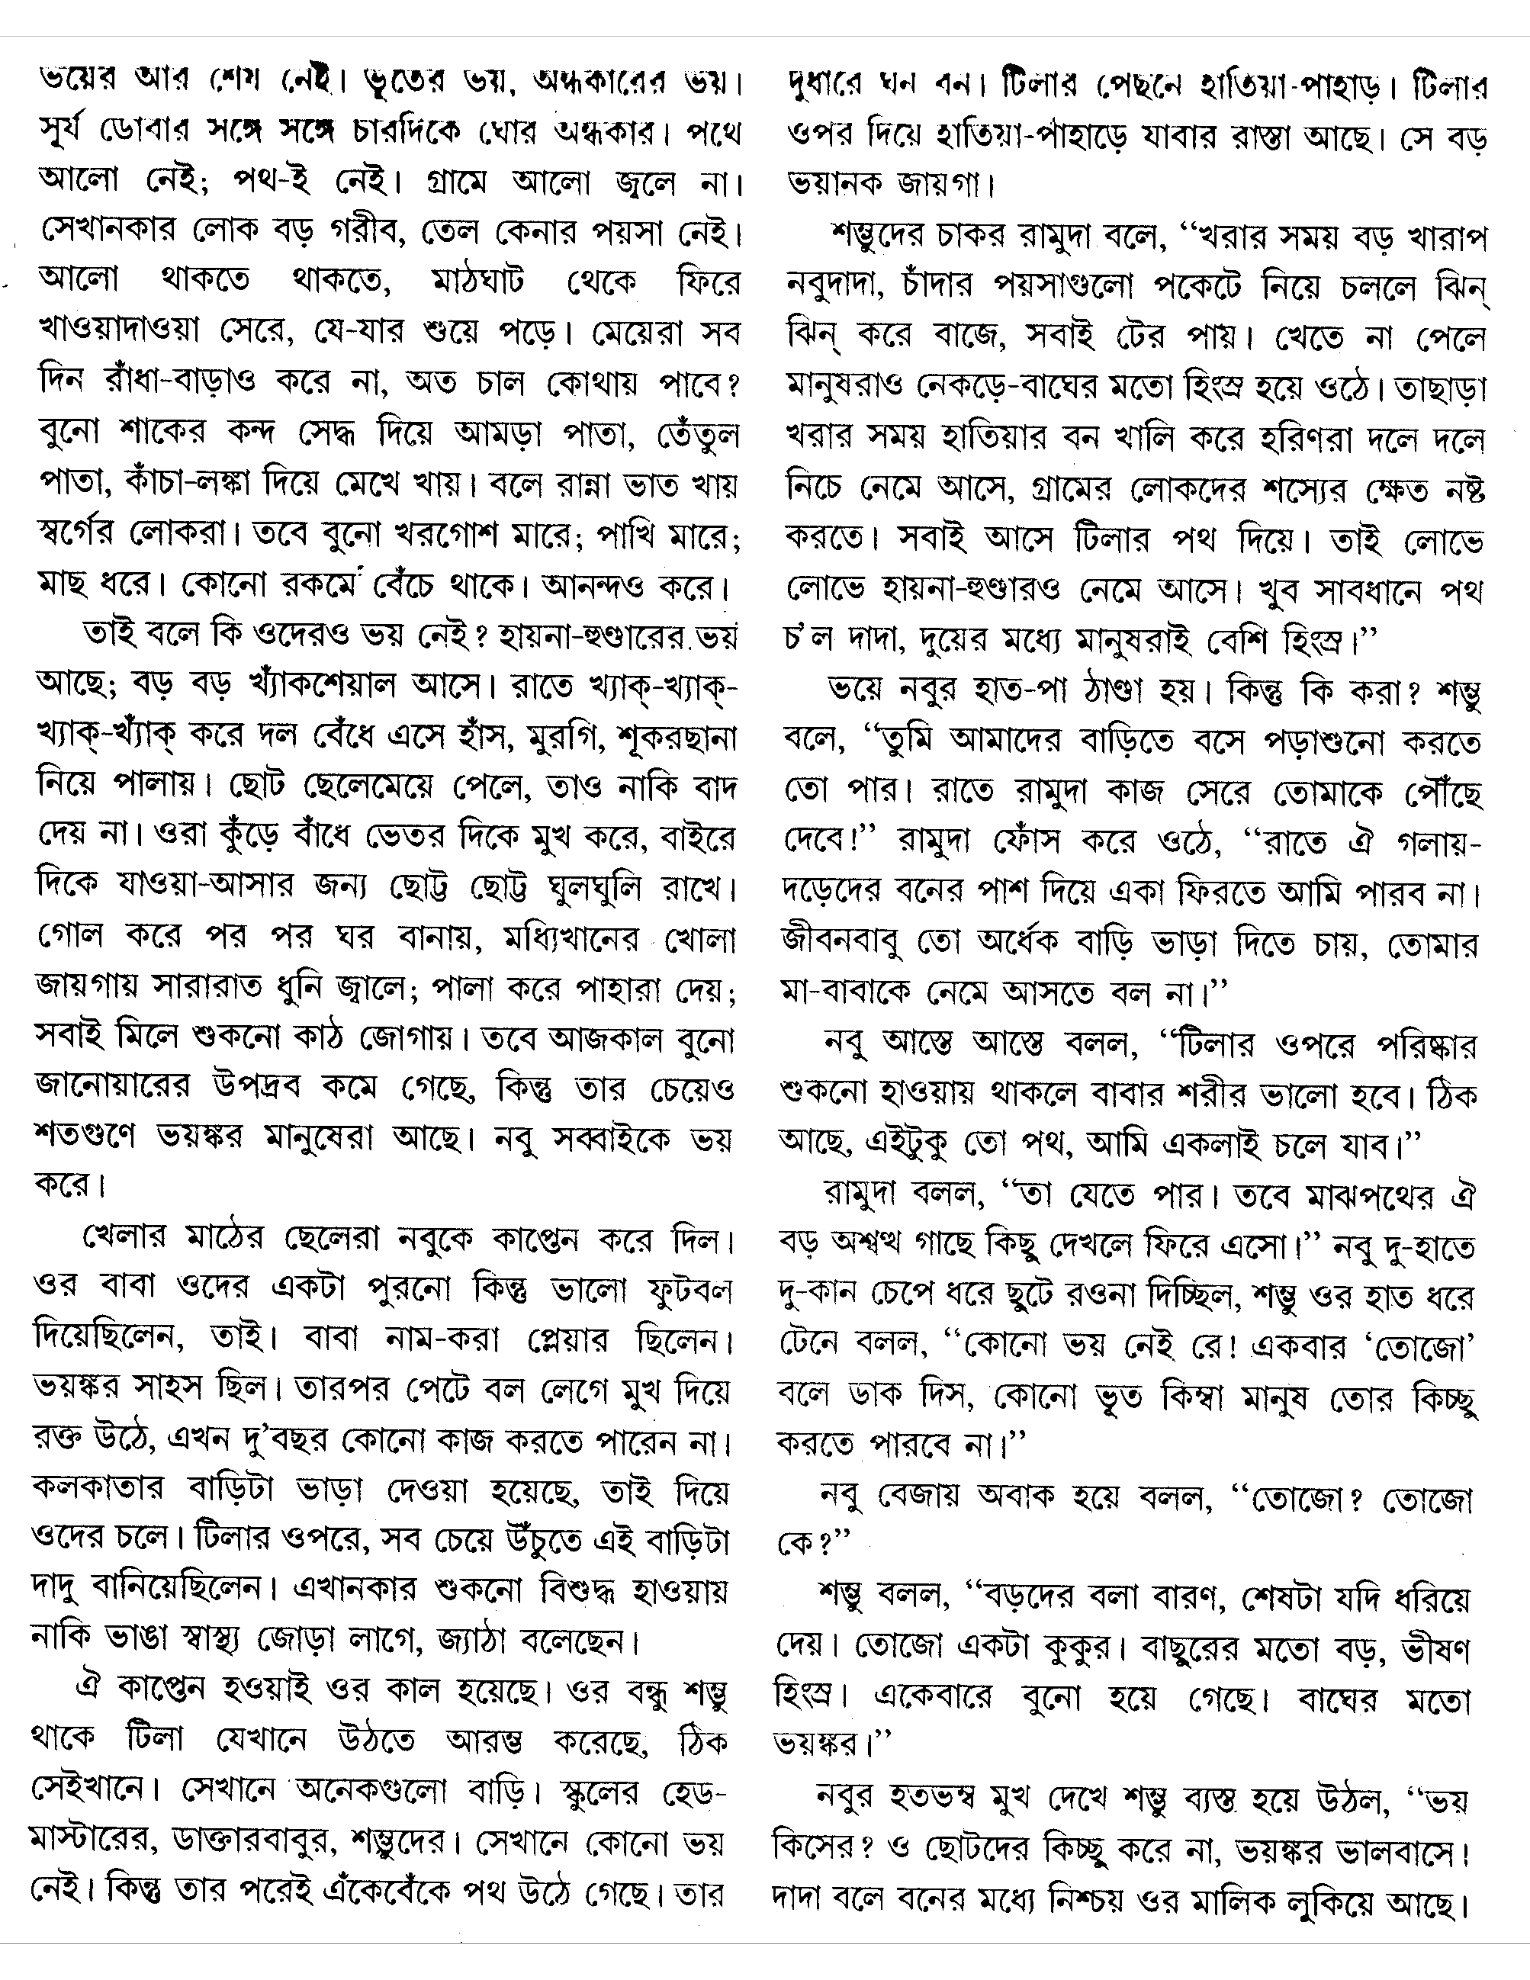 ভয়ের আর শেষ নেই। ভূতের ভয়, অন্ধকারের ভয়।
সূর্য ডোবার সঙ্গে সঙ্গে চারদিকে ঘোর অন্ধকার। পথে
আলো নেই; পথ-ই নেই। গ্রামে আলো জ্বলে না।
সেখানকার লোক বড় গরীব, তেল কেনার পয়সা নেই।
আলো থাকতে থাকতে, মাঠঘাট থেকে ফিরে
খাওয়াদাওয়া সেরে, যে-যার শুয়ে পড়ে। মেয়েরা সব
দিন রাঁধা-বাড়াও করে না, অত চাল কোথায় পাবে?
বুনো শাকের কন্দ সেদ্ধ দিয়ে আমড়া পাতা, তেঁতুল
পাতা, কাঁচা-লঙ্কা দিয়ে মেখে খায়। বলে রান্না ভাত খায়
স্বর্গের লোকরা। তবে বুনো খরগোশ মারে; পাখি মারে;
মাছ ধরে। কোনো রকমে বেঁচে থাকে। আনন্দও করে।
তাই বলে কি ওদেরও ভয় নেই? হায়না-হুণ্ডারের ভয়
আছে; বড় বড় খ্যাঁকশেয়াল আসে। রাতে খ্যাক্-খ্যাক্-
খ্যাক্-খ্যাঁক্ করে দল বেঁধে এসে হাঁস, মুরগি, শূকরছানা
নিয়ে পালায়। ছোট ছেলেমেয়ে পেলে, তাও নাকি বাদ
দেয় না। ওরা কুঁড়ে বাঁধে ভেতর দিকে মুখ করে, বাইরে
দিকে যাওয়া-আসার জন্য ছোট্ট ছোট্ট ঘুলঘুলি রাখে।
গোল করে পর পর ঘর বানায়, মধ্যিখানের খোলা
জায়গায় সারারাত ধুনি জ্বালে; পালা করে পাহারা দেয়;
সবাই মিলে শুকনো কাঠ জোগায়। তবে আজকাল বুনো
জানোয়ারের উপদ্রব কমে গেছে, কিন্তু তার চেয়েও
শতগুণে ভয়ঙ্কর মানুষেরা আছে। নবু সব্বাইকে ভয়
করে।
খেলার মাঠের ছেলেরা নবুকে কাপ্তেন করে দিল।
ওর বাবা ওদের একটা পুরনো কিন্তু ভালো ফুটবল
দিয়েছিলেন, তাই। বাবা নাম-করা প্লেয়ার ছিলেন।
ভয়ঙ্কর সাহস ছিল। তারপর পেটে বল লেগে মুখ দিয়ে
রক্ত উঠে, এখন দু'বছর কোনো কাজ করতে পারেন না।
কলকাতার বাড়িটা ভাড়া দেওয়া হয়েছে, তাই দিয়ে
ওদের চলে। টিলার ওপরে, সব চেয়ে উঁচুতে এই বাড়িটা
দাদু বানিয়েছিলেন। এখানকার শুকনো বিশুদ্ধ হাওয়ায়
নাকি ভাঙা স্বাস্থ্য জোড়া লাগে, জ্যাঠা বলেছেন।
ঐ কাপ্তেন হওয়াই ওর কাল হয়েছে। ওর বন্ধু শম্ভু
থাকে টিলা যেখানে উঠতে আরম্ভ করেছে, ঠিক
সেইখানে। সেখানে অনেকগুলো বাড়ি। স্কুলের হেড-
মাস্টারের, ডাক্তারবাবুর, শম্ভুদের। সেখানে কোনো ভয়
নেই। কিন্তু তার পরেই এঁকেবেঁকে পথ উঠে গেছে। তার
দুধারে ঘন বন। টিলার পেছনে হাতিয়া-পাহাড়। টিলার
ওপর দিয়ে হাতিয়া-পাহাড়ে যাবার রাস্তা আছে। সে বড়
ভয়ানক জায়গা।
শম্ভুদের চাকর রামুদা বলে, “খরার সময় বড় খারাপ
নবুদাদা, চাঁদার পয়সাগুলো পকেটে নিয়ে চললে ঝিন্
ঝিন্ করে বাজে, সবাই টের পায়। খেতে না পেলে
মানুষরাও নেকড়ে-বাঘের মতো হিংস্র হয়ে ওঠে। তাছাড়া
খরার সময় হাতিয়ার বন খালি করে হরিণরা দলে দলে
নিচে নেমে আসে, গ্রামের লোকদের শস্যের ক্ষেত নষ্ট
করতে। সবাই আসে টিলার পথ দিয়ে। তাই লোভে
লোভে হায়না-হুণ্ডারও নেমে আসে। খুব সাবধানে পথ
চ'ল দাদা, দুয়ের মধ্যে মানুষরাই বেশি হিংস্র।”
ভয়ে নবুর হাত-পা ঠাণ্ডা হয়। কিন্তু কি করা? শম্ভু
বলে, “তুমি আমাদের বাড়িতে বসে পড়াশুনো করতে
তো পার। রাতে রামুদা কাজ সেরে তোমাকে পৌঁছে
দেবে!” রামুদা ফোঁস করে ওঠে, “রাতে ঐ গলায়-
দড়েদের বনের পাশ দিয়ে একা ফিরতে আমি পারব না।
জীবনবাবু তো অর্ধেক বাড়ি ভাড়া দিতে চায়, তোমার
মা-বাবাকে নেমে আসতে বল না।”
নবু আস্তে আস্তে বলল, “টিলার ওপরে পরিষ্কার
শুকনো হাওয়ায় থাকলে বাবার শরীর ভালো হবে। ঠিক
আছে, এইটুকু তো পথ, আমি একলাই চলে যাব।”
রামুদা বলল, “তা যেতে পার। তবে মাঝপথের ঐ
বড় অশ্বত্থ গাছে কিছু দেখলে ফিরে এসো।” নবু দু-হাতে
দু-কান চেপে ধরে ছুটে রওনা দিচ্ছিল, শম্ভু ওর হাত ধরে
টেনে বলল, “কোনো ভয় নেই রে! একবার ‘তোজো’
বলে ডাক দিস, কোনো ভূত কিম্বা মানুষ তোর কিচ্ছু
করতে পারবে না।”
নবু বেজায় অবাক হয়ে বলল, “তোজো? তোজো
কে?”
শম্ভু বলল, “বড়দের বলা বারণ, শেষটা যদি ধরিয়ে
দেয়। তোজো একটা কুকুর। বাছুরের মতো বড়, ভীষণ
হিংস্র। একেবারে বুনো হয়ে গেছে। বাঘের মতো
ভয়ঙ্কর।”
নবুর হতভম্ব মুখ দেখে শম্ভু ব্যস্ত হয়ে উঠল, “ভয়
কিসের? ও ছোটদের কিচ্ছু করে না, ভয়ঙ্কর ভালবাসে!
দাদা বলে বনের মধ্যে নিশ্চয় ওর মালিক লুকিয়ে আছে।